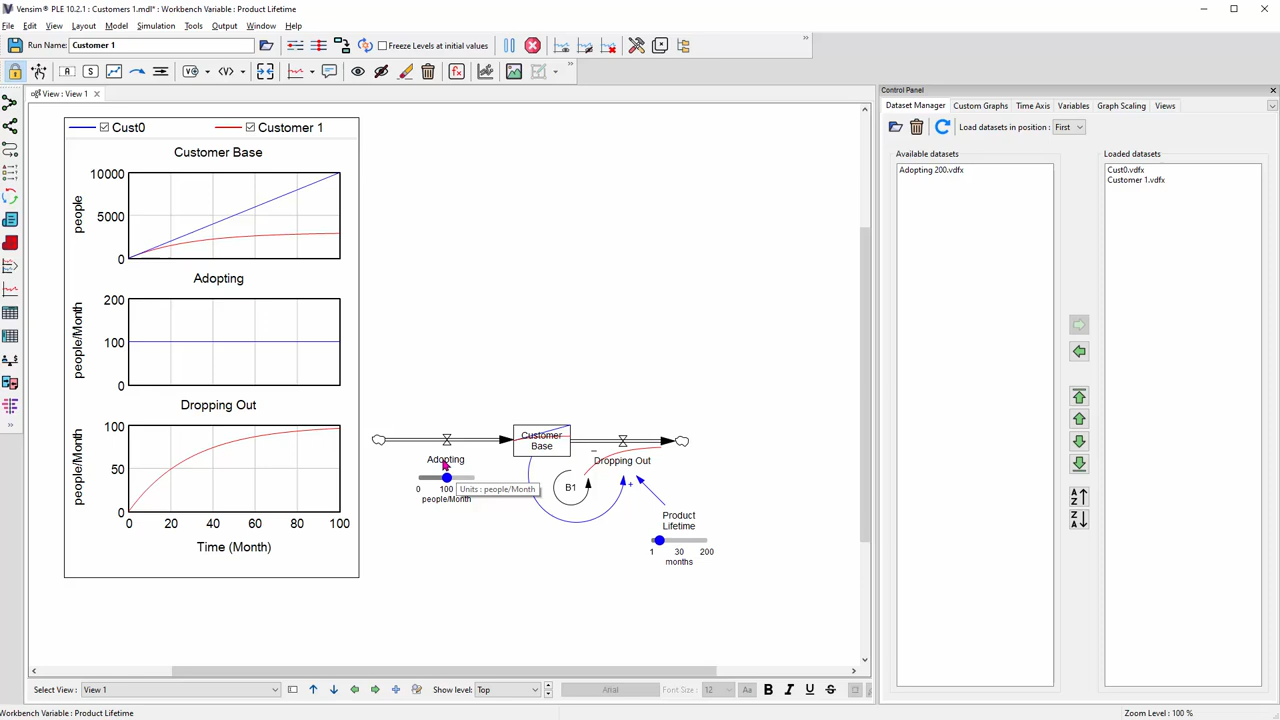 Vensim® PLE 10.2.1 : Customers 1.mdl* : Workbench Variable : Product Lifetime
File Edit View Layout Model Simulation Tools Output Window Help
Run Name: Customer 1
Freeze Levels at initial values
View : View 1
Cust0 Customer 1
Customer Base
people
10000
5000
0
Adopting
people/Month
200
100
0
Dropping Out
people/Month
100
50
0
0 20 40 60 80 100
Time (Month)
Customer
Base
Adopting
0 100
people/Month
Units : people/Month
Dropping Out
B1
Product
Lifetime
1 30 200
months
Control Panel
Dataset Manager Custom Graphs Time Axis Variables Graph Scaling Views
Load datasets in position : First
Available datasets
Adopting 200.vdfx
Loaded datasets
Cust0.vdfx
Customer 1.vdfx
Select View : View 1
Show level: Top
Arial
Font Size : 12
Aa B I U S
Workbench Variable : Product Lifetime
Zoom Level : 100 %